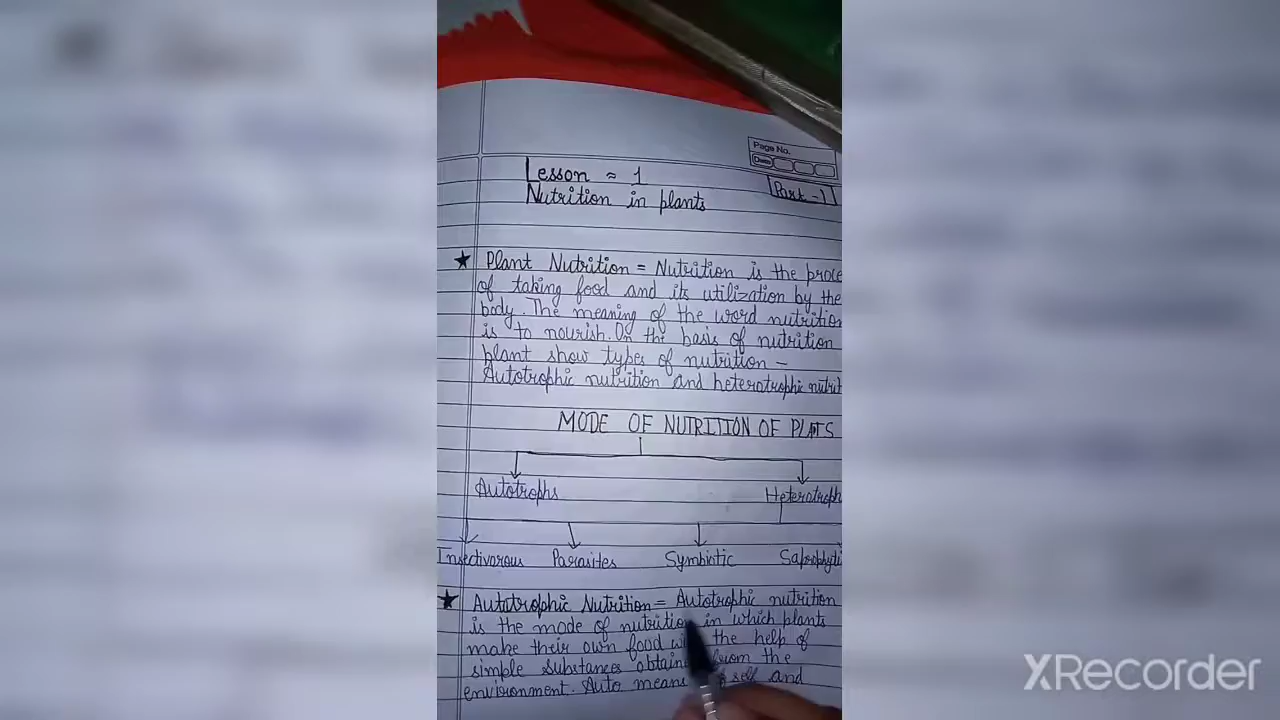 Page No.
Date
Part - 1
Lesson ≈ 1
Nutrition in plants
★ Plant Nutrition = Nutrition is the proce
of taking food and its utilization by the
body. The meaning of the word nutrition
is to nourish. On the basis of nutrition
plant show types of nutrition -
Autotrophic nutrition and heterotrophic nutrit
MODE OF NUTRITION OF PLATS
Autotrophs
Heterotroph
Insectivorous Parasites Symbiotic Saprophyti
★ Autotrophic Nutrition = Autotrophic nutrition
is the mode of nutrition in which plants
make their own food the help of
simple substances from the
environment. Auto means self and
XRecorder